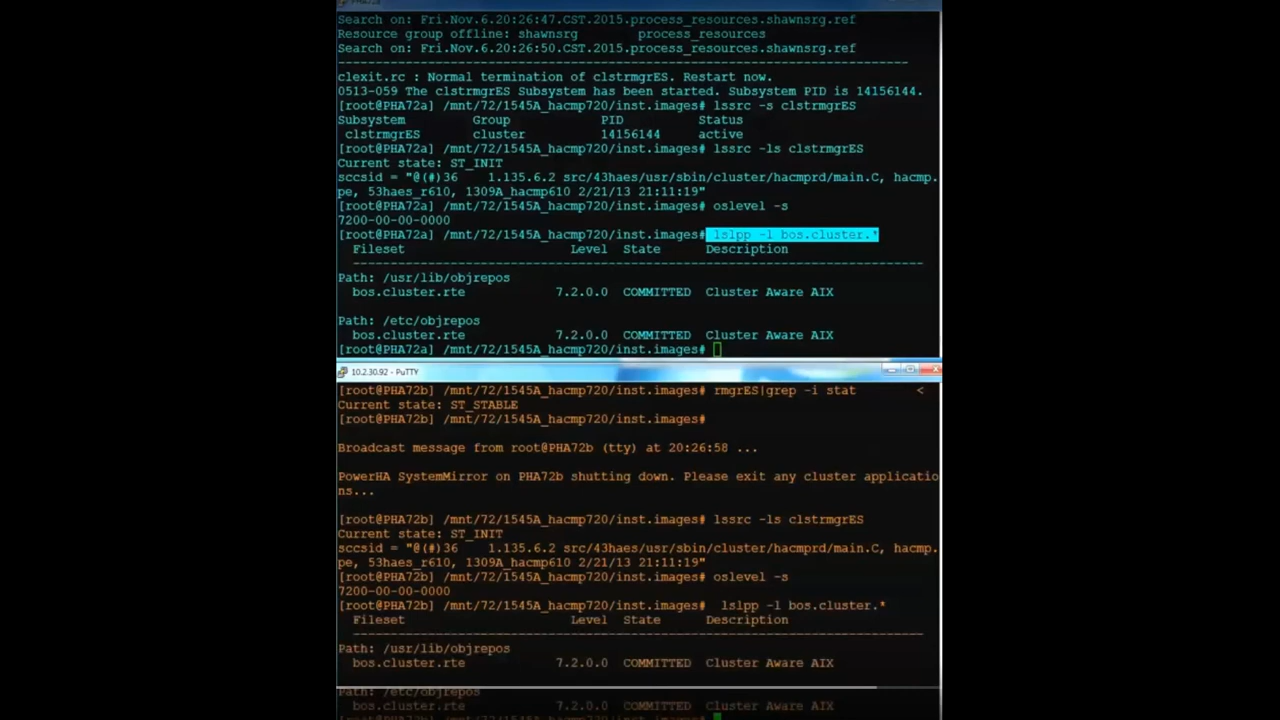 Search on: Fri.Nov.6.20:26:47.CST.2015.process_resources.shawnsrg.ref
Resource group offline: shawnsrg        process_resources
Search on: Fri.Nov.6.20:26:50.CST.2015.process_resources.shawnsrg.ref
----------------------------------------------------------------------------
clexit.rc : Normal termination of clstrmgrES. Restart now.
0513-059 The clstrmgrES Subsystem has been started. Subsystem PID is 14156144.
[root@PHA72a] /mnt/72/1545A_hacmp720/inst.images# lssrc -s clstrmgrES
Subsystem         Group            PID          Status
 clstrmgrES       cluster          14156144     active
[root@PHA72a] /mnt/72/1545A_hacmp720/inst.images# lssrc -ls clstrmgrES
Current state: ST_INIT
sccsid = "@(#)36    1.135.6.2 src/43haes/usr/sbin/cluster/hacmprd/main.C, hacmp.
pe, 53haes_r610, 1309A_hacmp610 2/21/13 21:11:19"
[root@PHA72a] /mnt/72/1545A_hacmp720/inst.images# oslevel -s
7200-00-00-0000
[root@PHA72a] /mnt/72/1545A_hacmp720/inst.images# lslpp -l bos.cluster.*
  Fileset                      Level  State      Description
  ----------------------------------------------------------------------------
Path: /usr/lib/objrepos
  bos.cluster.rte            7.2.0.0  COMMITTED  Cluster Aware AIX
Path: /etc/objrepos
  bos.cluster.rte            7.2.0.0  COMMITTED  Cluster Aware AIX
[root@PHA72a] /mnt/72/1545A_hacmp720/inst.images#
10.2.30.92 - PuTTY
[root@PHA72b] /mnt/72/1545A_hacmp720/inst.images# rmgrES|grep -i stat        <
Current state: ST_STABLE
[root@PHA72b] /mnt/72/1545A_hacmp720/inst.images#
Broadcast message from root@PHA72b (tty) at 20:26:58 ...
PowerHA SystemMirror on PHA72b shutting down. Please exit any cluster applicatio
ns...
[root@PHA72b] /mnt/72/1545A_hacmp720/inst.images# lssrc -ls clstrmgrES
Current state: ST_INIT
sccsid = "@(#)36    1.135.6.2 src/43haes/usr/sbin/cluster/hacmprd/main.C, hacmp.
pe, 53haes_r610, 1309A_hacmp610 2/21/13 21:11:19"
[root@PHA72b] /mnt/72/1545A_hacmp720/inst.images# oslevel -s
7200-00-00-0000
[root@PHA72b] /mnt/72/1545A_hacmp720/inst.images#  lslpp -l bos.cluster.*
  Fileset                      Level  State      Description
  ----------------------------------------------------------------------------
Path: /usr/lib/objrepos
  bos.cluster.rte            7.2.0.0  COMMITTED  Cluster Aware AIX
Path: /etc/objrepos
  bos.cluster.rte            7.2.0.0  COMMITTED  Cluster Aware AIX